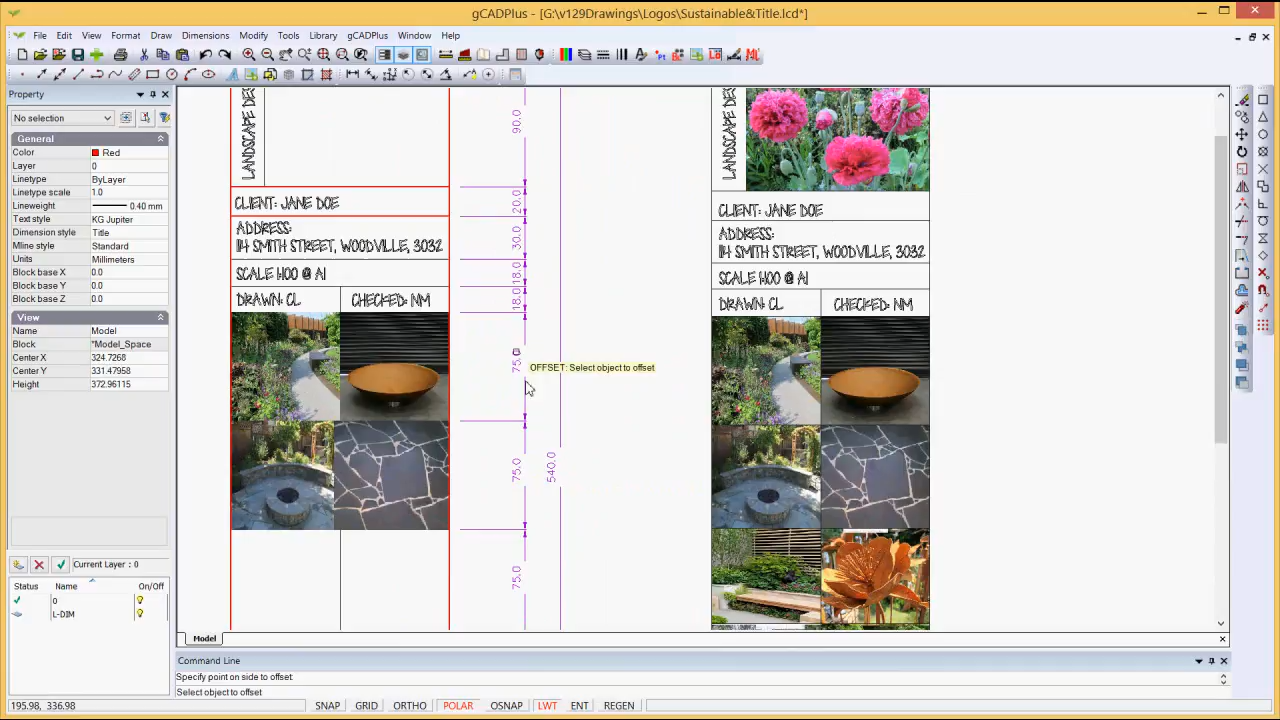 gCADPlus - [G:\v129Drawings\Logos\Sustainable&Title.lcd*]
File Edit View Format Draw Dimensions Modify Tools Library gCADPlus Window Help
Property
No selection
General
Color Red
Layer 0
Linetype ByLayer
Linetype scale 1.0
Lineweight 0.40 mm
Text style KG Jupiter
Dimension style Title
Mline style Standard
Units Millimeters
Block base X 0.0
Block base Y 0.0
Block base Z 0.0
View
Name Model
Block *Model_Space
Center X 324.7268
Center Y 331.47958
Height 372.96115
Current Layer : 0
Status Name On/Off
0
L-DIM
CLIENT: JANE DOE
ADDRESS:
114 SMITH STREET, WOODVILLE, 3032
SCALE 1:100 @ A1
DRAWN: CL CHECKED: NM
90.0
20.0
30.0
18.0
18.0
75.0
75.0
75.0
540.0
OFFSET: Select object to offset
CLIENT: JANE DOE
ADDRESS:
114 SMITH STREET, WOODVILLE, 3032
SCALE 1:100 @ A1
DRAWN: CL CHECKED: NM
Model
Command Line
Specify point on side to offset:
Select object to offset
195.98, 336.98 SNAP GRID ORTHO POLAR OSNAP LWT ENT REGEN